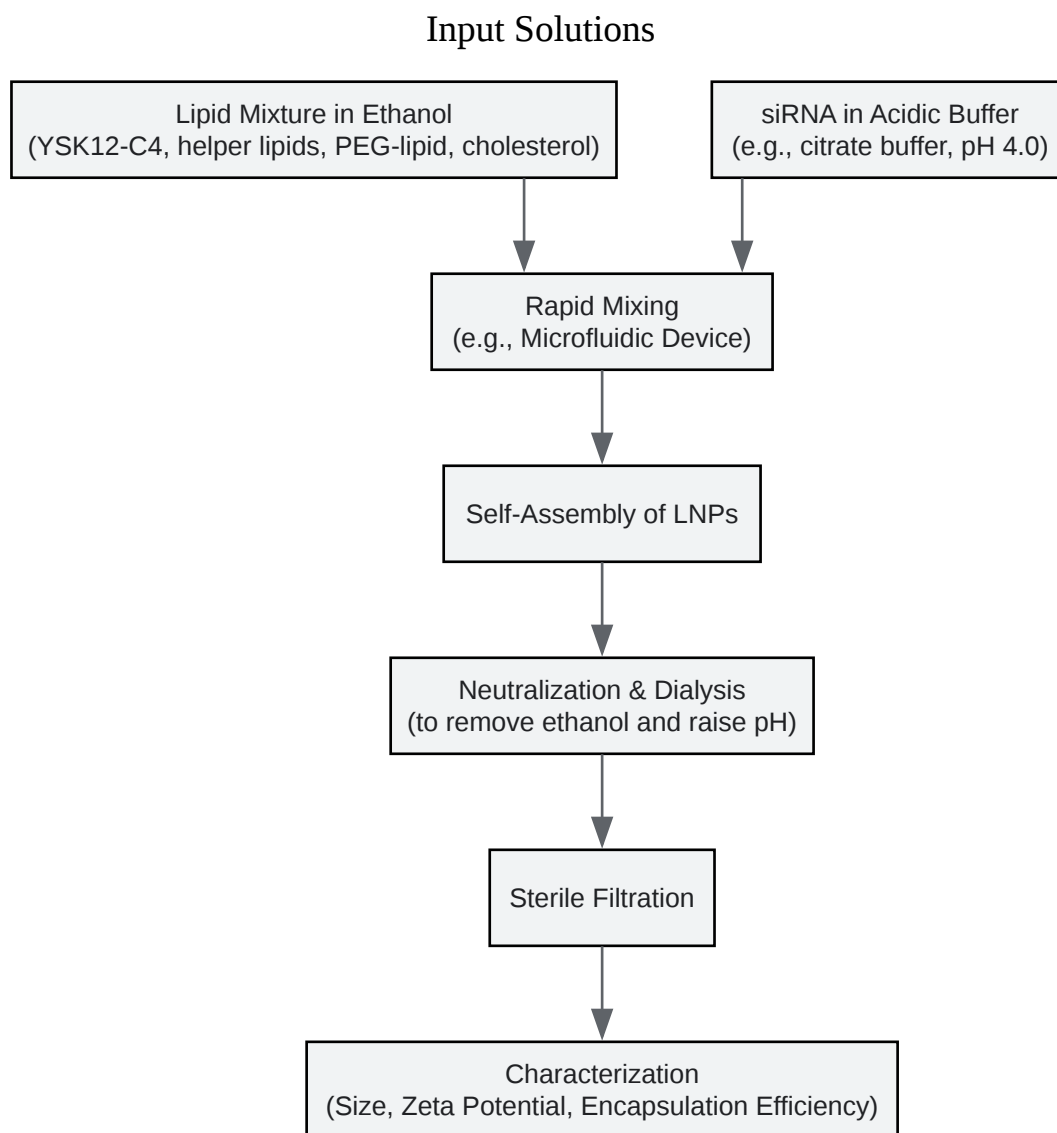 Input Solutions
Lipid Mixture in Ethanol
(YSK12-C4, helper lipids, PEG-lipid, cholesterol)
siRNA in Acidic Buffer
(e.g., citrate buffer, pH 4.0)
Rapid Mixing
(e.g., Microfluidic Device)
Self-Assembly of LNPs
Neutralization & Dialysis
(to remove ethanol and raise pH)
Sterile Filtration
Characterization
(Size, Zeta Potential, Encapsulation Efficiency)